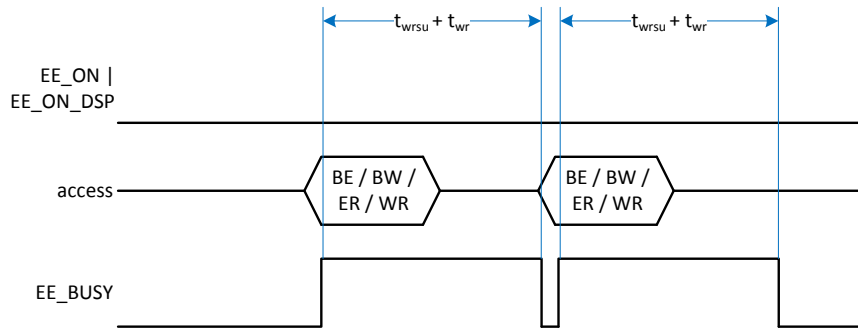 t_wrsu + t_wr t_wrsu + t_wr
EE_ON |
EE_ON_DSP
access
BE / BW /
ER / WR
BE / BW /
ER / WR
EE_BUSY